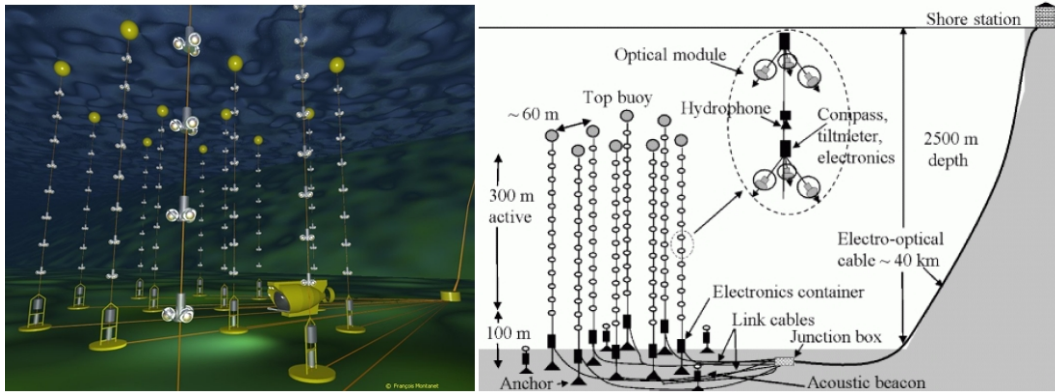 © François Montanet
Shore station
Optical module
Top buoy
~ 60 m
Hydrophone
Compass,
tiltmeter,
electronics
2500 m
depth
300 m
active
Electro-optical
cable ~ 40 km
Electronics container
100 m
Link cables
Junction box
Anchor
Acoustic beacon